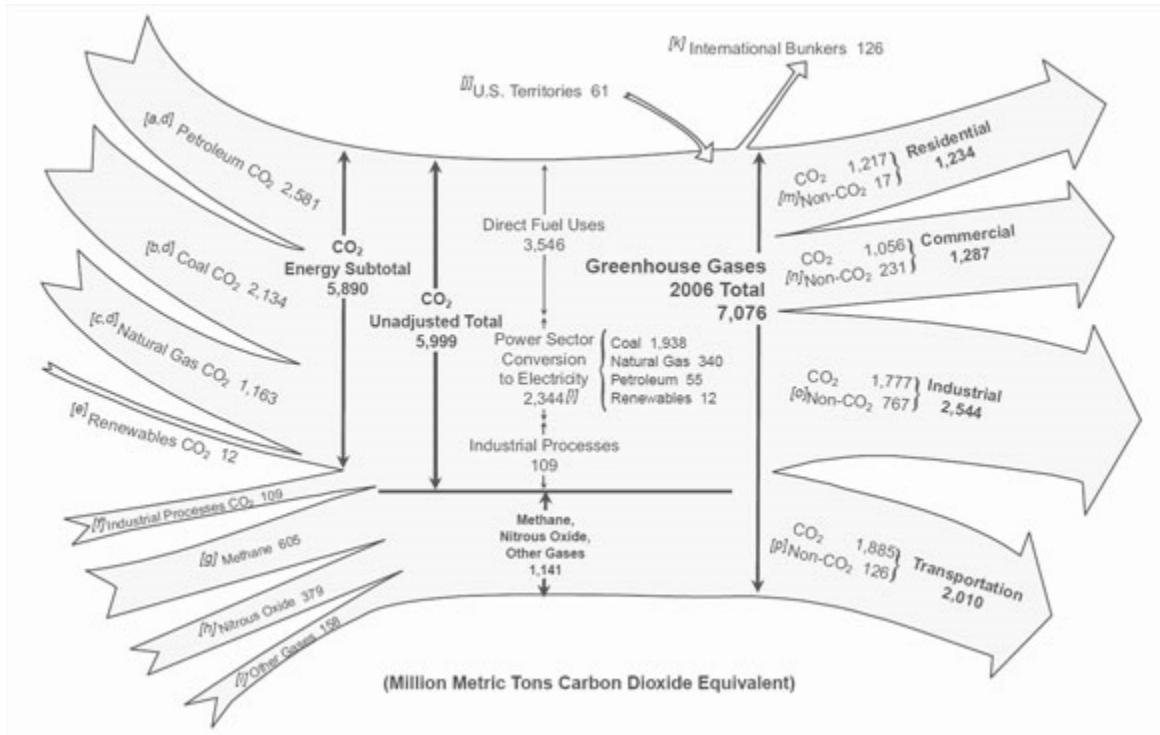 [k] International Bunkers 126
[j] U.S. Territories 61
[a,d] Petroleum CO₂ 2,581
[b,d] Coal CO₂ 2,134
[c,d] Natural Gas CO₂ 1,163
[e] Renewables CO₂ 12
[f] Industrial Processes CO₂ 109
[g] Methane 605
[h] Nitrous Oxide 379
[i] Other Gases 158
CO₂
Energy Subtotal
5,890
CO₂
Unadjusted Total
5,999
Direct Fuel Uses
3,546
Power Sector
Conversion
to Electricity
2,344[l]
Coal 1,938
Natural Gas 340
Petroleum 55
Renewables 12
Industrial Processes
109
Methane,
Nitrous Oxide,
Other Gases
1,141
Greenhouse Gases
2006 Total
7,076
CO₂ 1,217
[m]Non-CO₂ 17
Residential
1,234
CO₂ 1,056
[n]Non-CO₂ 231
Commercial
1,287
CO₂ 1,777
[o]Non-CO₂ 767
Industrial
2,544
CO₂ 1,885
[p]Non-CO₂ 126
Transportation
2,010
(Million Metric Tons Carbon Dioxide Equivalent)